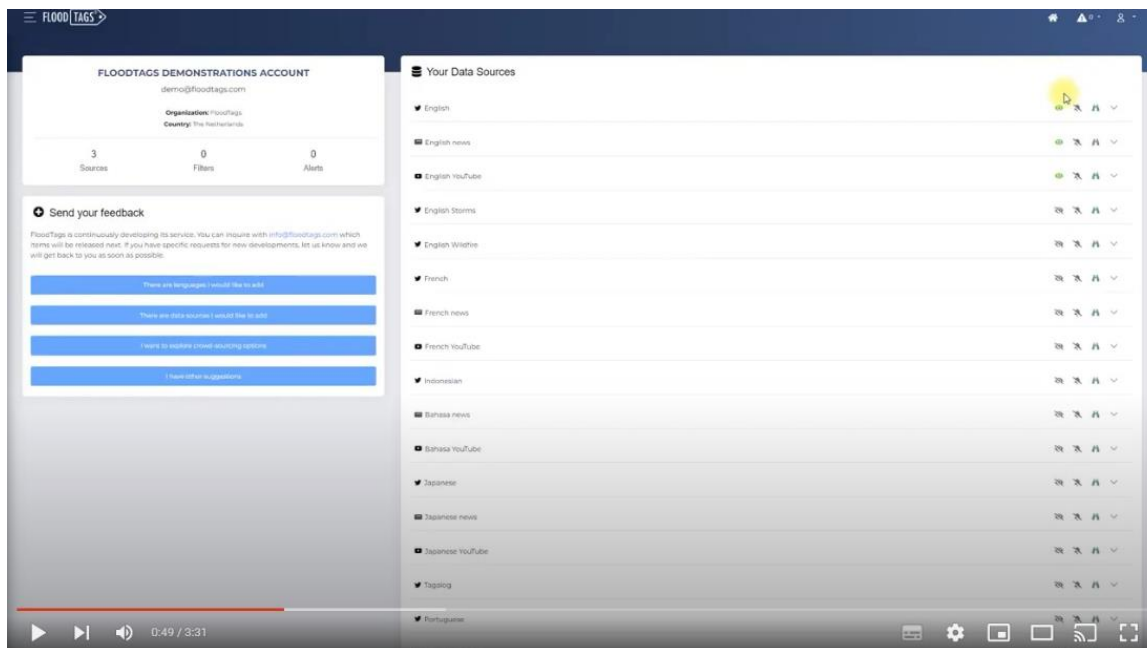 FLOOD TAGS
0
FLOODTAGS DEMONSTRATIONS ACCOUNT
demo@floodtags.com
Organization: FloodTags
Country: The Netherlands
3 0 0
Sources Filters Alerts
Send your feedback
FloodTags is continuously developing its service. You can inquire with info@floodtags.com which
items will be released next. If you have specific requests for new developments, let us know and we
will get back to you as soon as possible.
There are languages I would like to add
There are data sources I would like to add
I want to explore crowd-sourcing options
I have other suggestions
Your Data Sources
English
English news
English YouTube
English Storms
English Wildfire
French
French news
French YouTube
Indonesian
Bahasa news
Bahasa YouTube
Japanese
Japanese news
Japanese YouTube
Tagalog
Portuguese
0:49 / 3:31